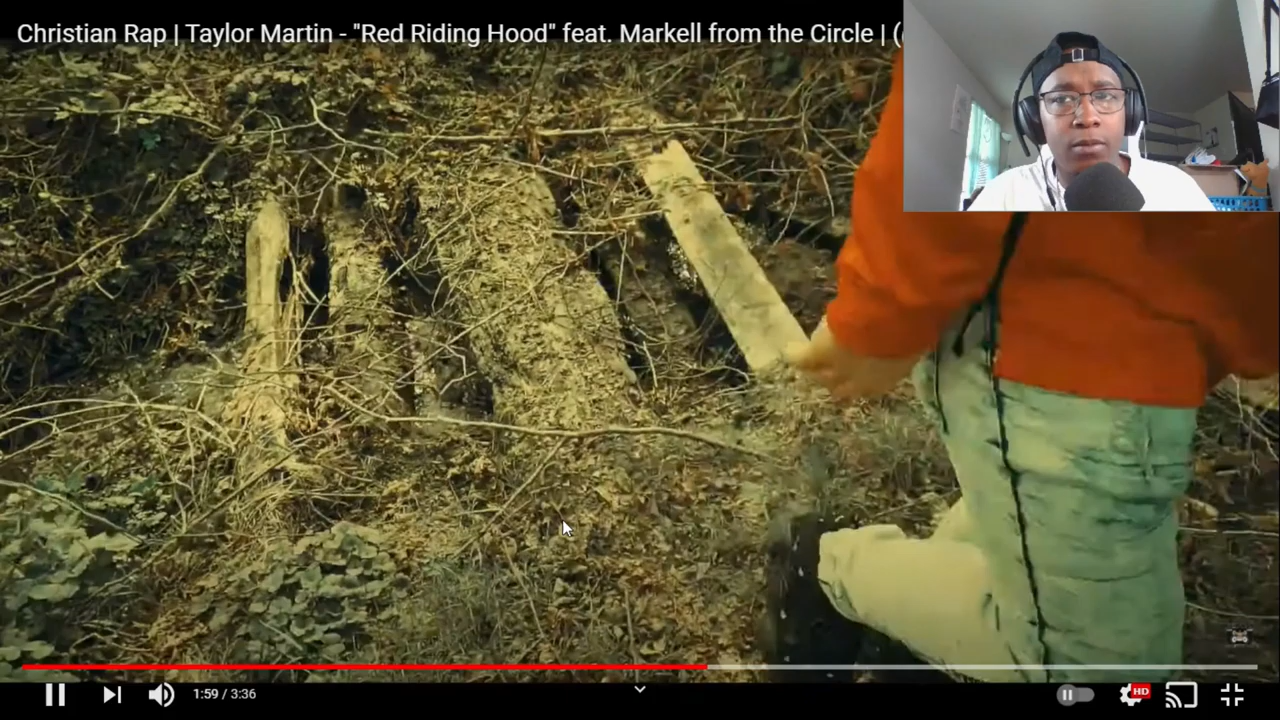 Christian Rap | Taylor Martin - "Red Riding Hood" feat. Markell from the Circle | (
1:59 / 3:36
HD